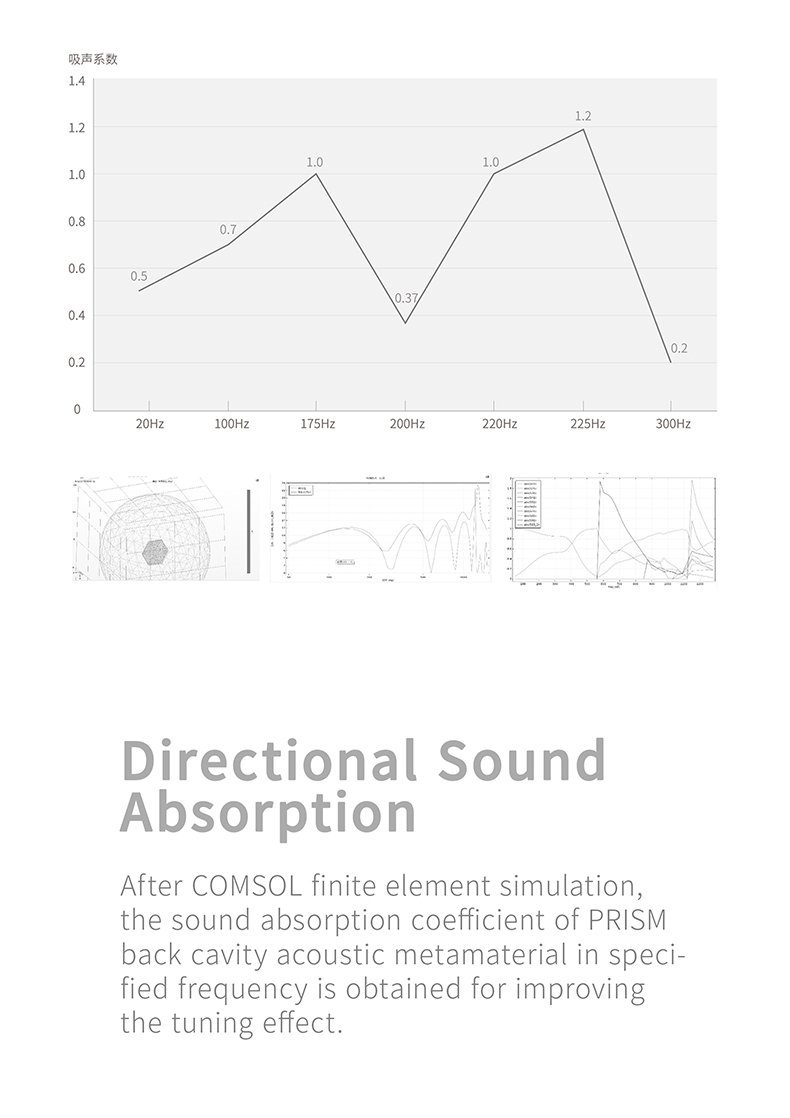 吸声系数
1.4
1.2
1.0
0.8
0.6
0.4
0.2
0
0.5
0.7
1.0
0.37
1.0
1.2
0.2
20Hz 100Hz 175Hz 200Hz 220Hz 225Hz 300Hz
Directional Sound
Absorption
After COMSOL finite element simulation,
the sound absorption coefficient of PRISM
back cavity acoustic metamaterial in speci-
fied frequency is obtained for improving
the tuning effect.